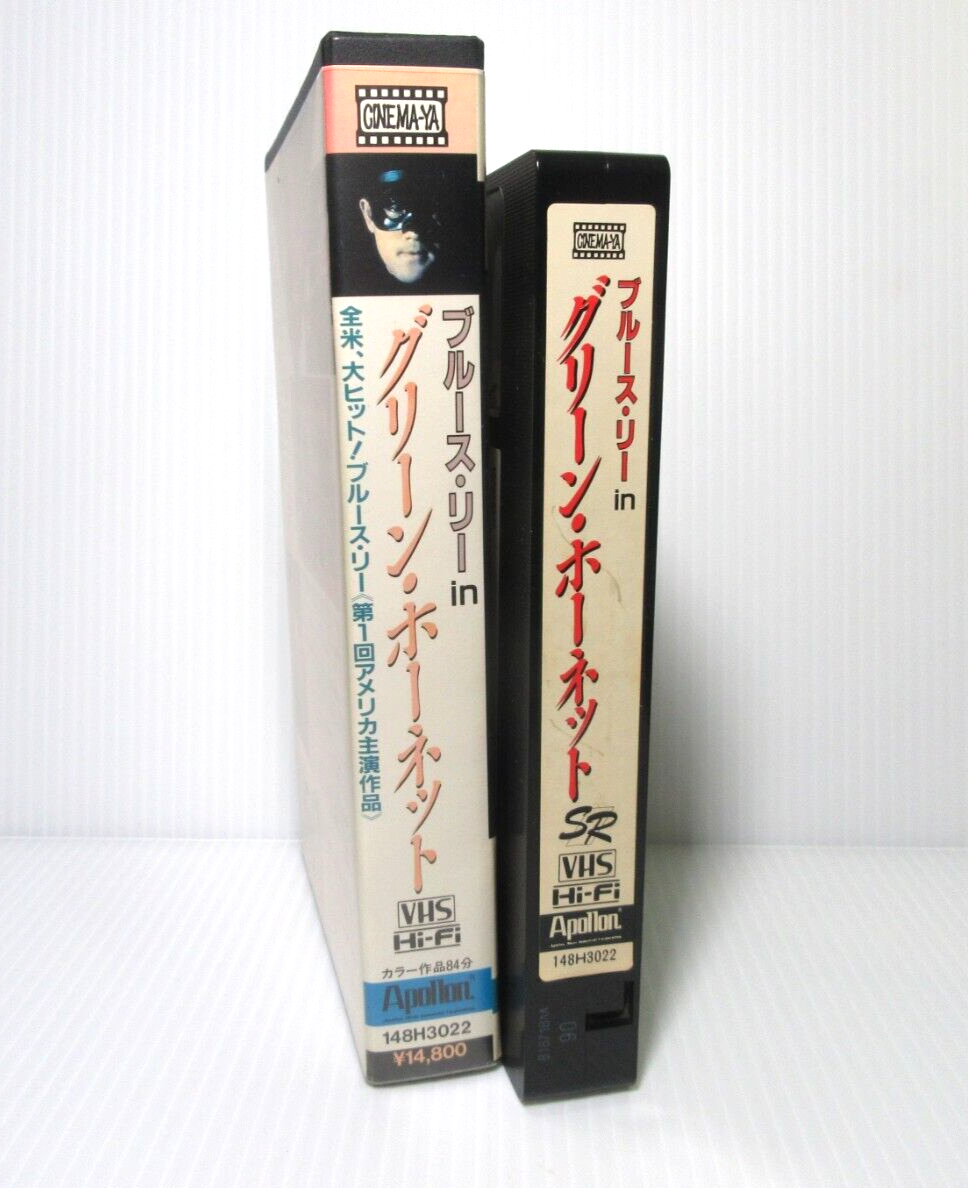 CINEMA-YA
ブルース・リー in
グリーン・ホーネット
全米、大ヒット!ブルース・リー《第1回アメリカ主演作品》
VHS
Hi-Fi
カラー作品84分
Apollon
148H3022
¥14,800
CINEMA-YA
ブルース・リー in
グリーン・ホーネット
SR
VHS
Hi-Fi
Apollon
148H3022
90